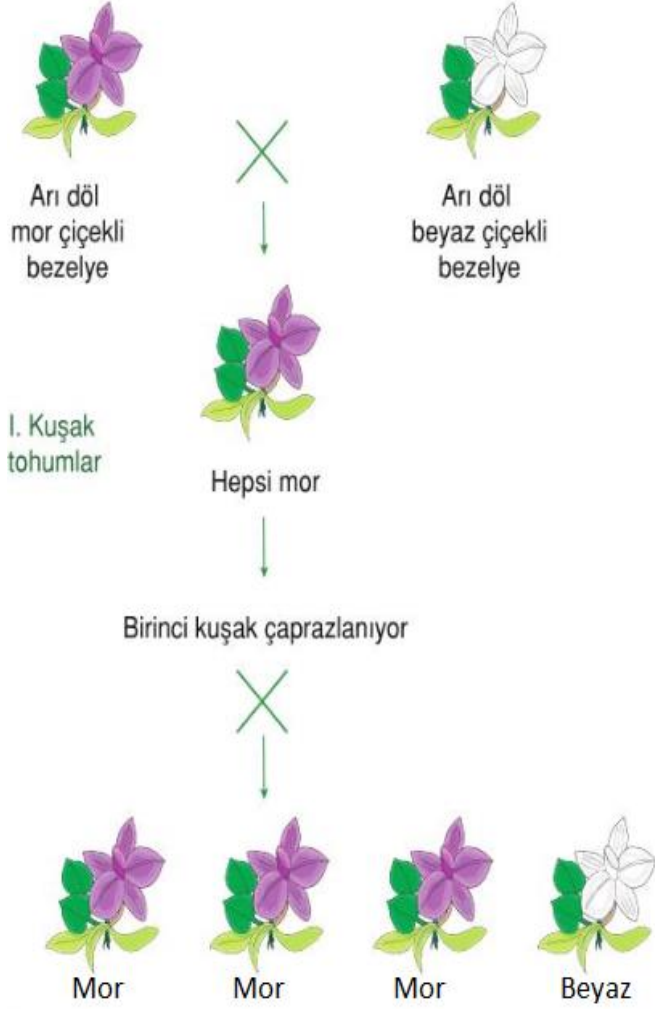 Arı döl
mor çiçekli
bezelye
Arı döl
beyaz çiçekli
bezelye
I. Kuşak
tohumlar
Hepsi mor
Birinci kuşak çaprazlanıyor
Mor
Mor
Mor
Beyaz